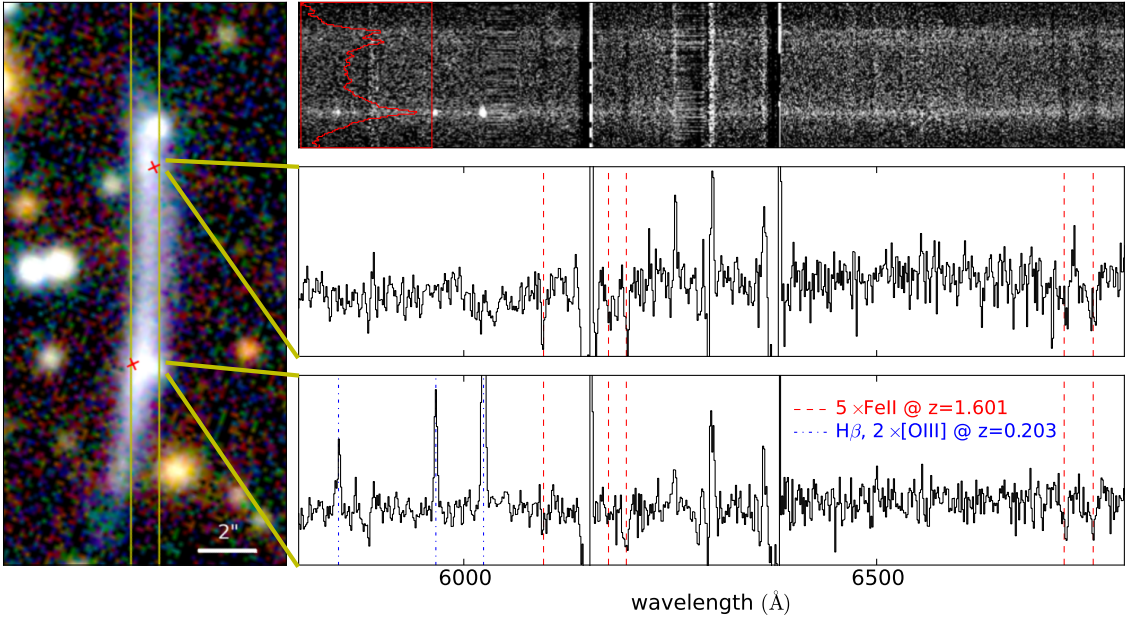 2"
5 ×FeII @ z=1.601
Hβ, 2 ×[OIII] @ z=0.203
6000
6500
wavelength (Å)